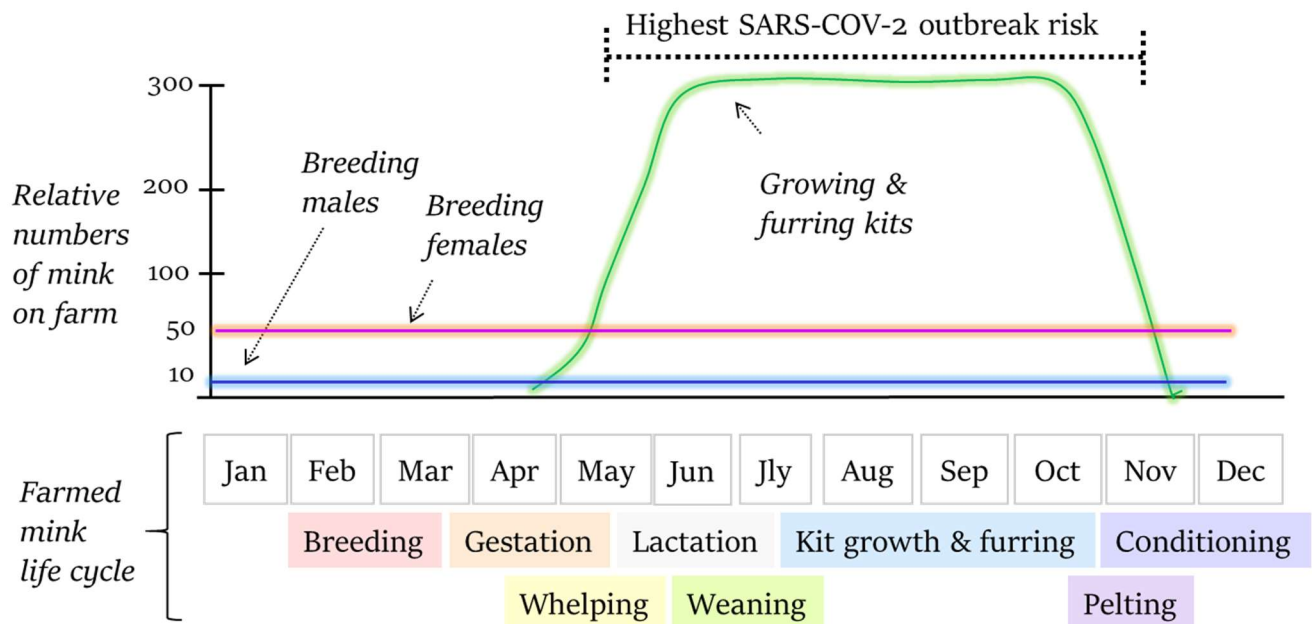 Highest SARS-COV-2 outbreak risk
300
200
100
50
10
Relative
numbers
of mink
on farm
Breeding
males
Breeding
females
Growing &
furring kits
Farmed
mink
life cycle
Jan Feb Mar Apr May Jun Jly Aug Sep Oct Nov Dec
Breeding Gestation Lactation Kit growth & furring Conditioning
Whelping Weaning Pelting